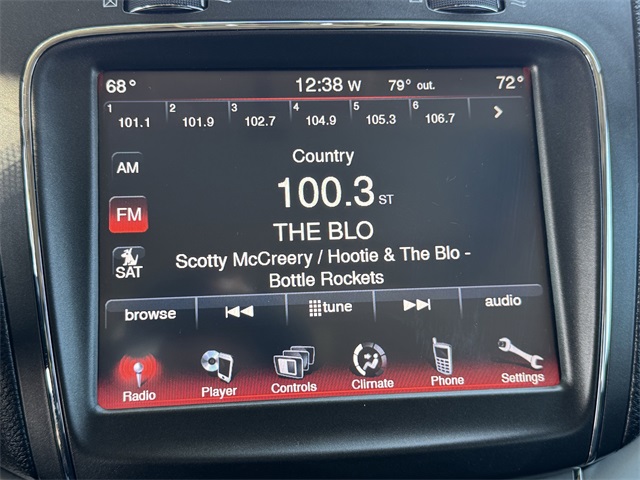 68° 12:38 W 79° out. 72°
1 101.1 2 101.9 3 102.7 4 104.9 5 105.3 6 106.7
Country
AM
100.3 ST
FM
THE BLO
SAT
Scotty McCreery / Hootie & The Blo -
Bottle Rockets
browse tune audio
Radio Player Controls Climate Phone Settings